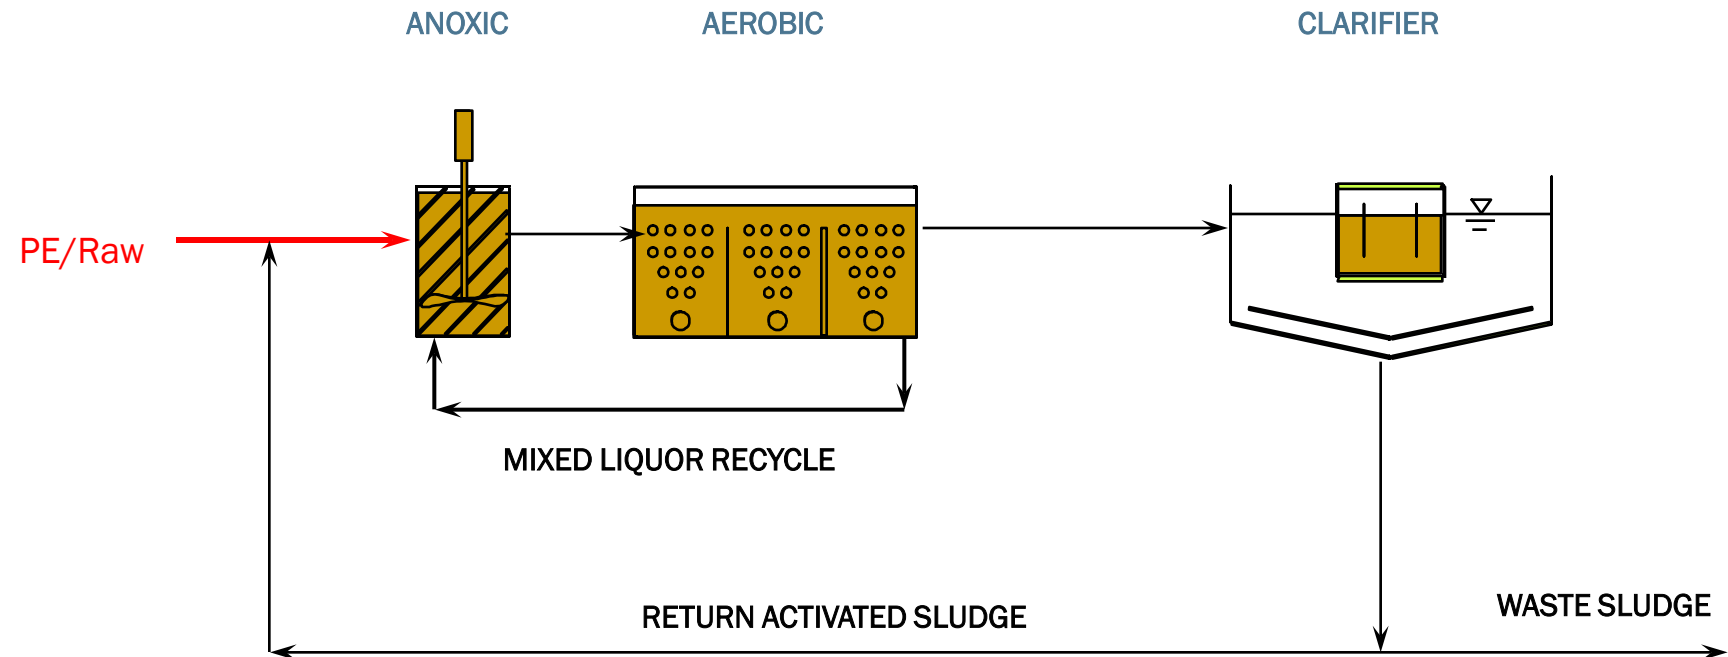 ANOXIC
AEROBIC
CLARIFIER
PE/Raw
MIXED LIQUOR RECYCLE
RETURN ACTIVATED SLUDGE
WASTE SLUDGE